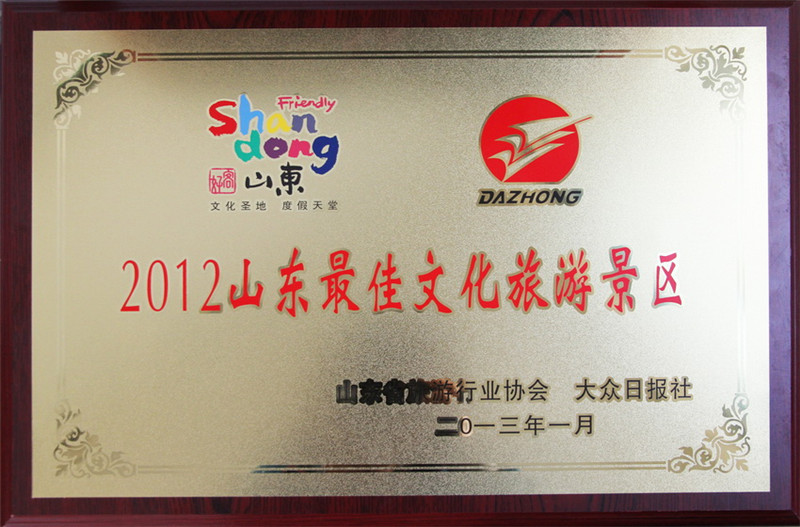 Friendly
Shan
dong
好客
山東
文化圣地 度假天堂
DAZHONG
2012山东最佳文化旅游景区
山东省旅游行业协会 大众日报社
二〇一三年一月